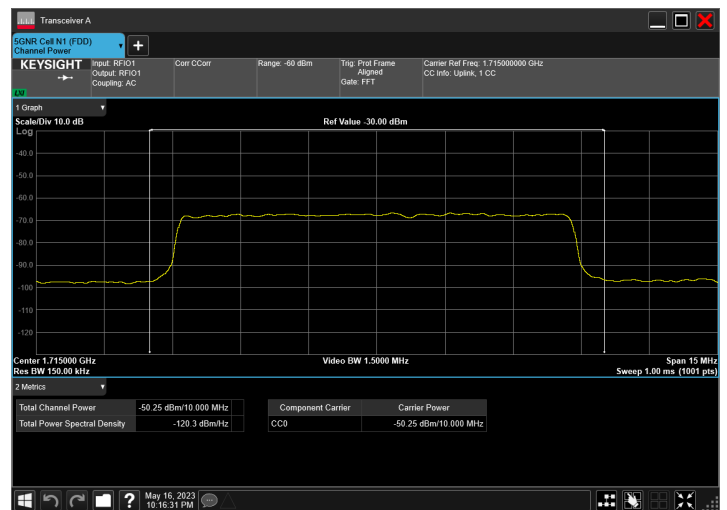 Transceiver A
5GNR Cell N1 (FDD)
Channel Power
KEYSIGHT
LXI
Input: RFIO1
Output: RFIO1
Coupling: AC
Corr CCorr
Range: -60 dBm
Trig: Prot Frame
Aligned
Gate: FFT
Carrier Ref Freq: 1.715000000 GHz
CC Info: Uplink, 1 CC
1 Graph
Scale/Div 10.0 dB
Ref Value -30.00 dBm
Log
-40.0
-50.0
-60.0
-70.0
-80.0
-90.0
-100
-110
-120
Center 1.715000 GHz
Video BW 1.5000 MHz
Span 15 MHz
Res BW 150.00 kHz
Sweep 1.00 ms (1001 pts)
2 Metrics
Total Channel Power -50.25 dBm/10.000 MHz
Total Power Spectral Density -120.3 dBm/Hz
Component Carrier Carrier Power
CC0 -50.25 dBm/10.000 MHz
?
May 16, 2023
10:16:31 PM